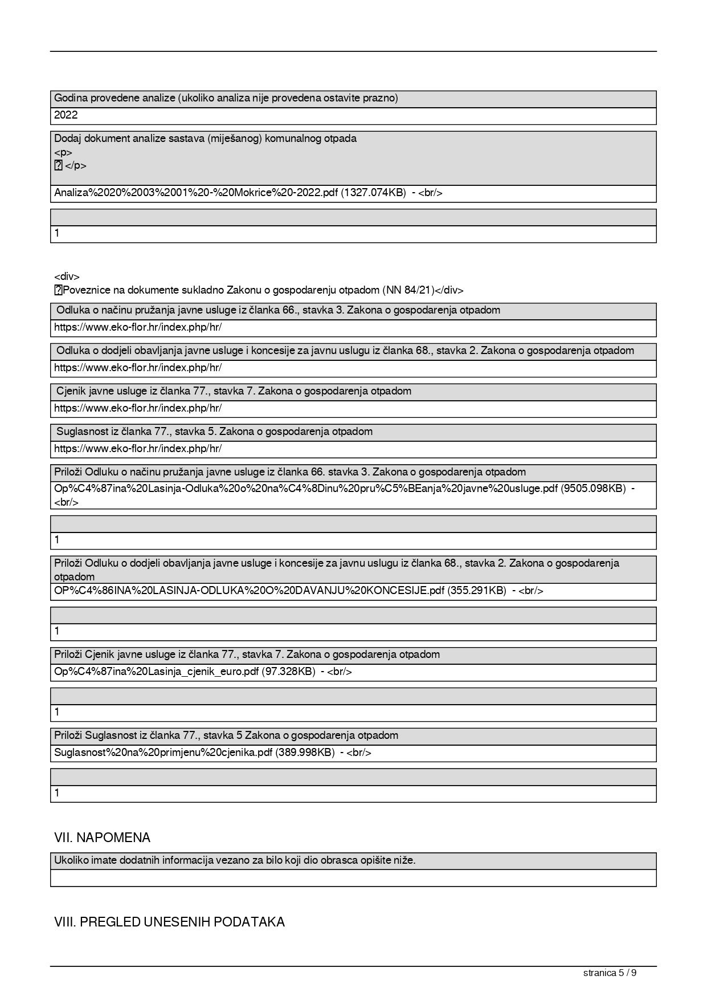 Godina provedene analize (ukoliko analiza nije provedena ostavite prazno)
2022
Dodaj dokument analize sastava (miješanog) komunalnog otpada
<p>
? </p>
Analiza%2020%2003%2001%20-%20Mokrice%20-2022.pdf (1327.074KB)  - <br/>
1
<div>
?Poveznice na dokumente sukladno Zakonu o gospodarenju otpadom (NN 84/21)</div>
Odluka o načinu pružanja javne usluge iz članka 66., stavka 3. Zakona o gospodarenja otpadom
https://www.eko-flor.hr/index.php/hr/
Odluka o dodjeli obavljanja javne usluge i koncesije za javnu uslugu iz članka 68., stavka 2. Zakona o gospodarenja otpadom
https://www.eko-flor.hr/index.php/hr/
Cjenik javne usluge iz članka 77., stavka 7. Zakona o gospodarenja otpadom
https://www.eko-flor.hr/index.php/hr/
Suglasnost iz članka 77., stavka 5. Zakona o gospodarenja otpadom
https://www.eko-flor.hr/index.php/hr/
Priloži Odluku o načinu pružanja javne usluge iz članka 66. stavka 3. Zakona o gospodarenja otpadom
Op%C4%87ina%20Lasinja-Odluka%20o%20na%C4%8Dinu%20pru%C5%BEanja%20javne%20usluge.pdf (9505.098KB)  -
<br/>
1
Priloži Odluku o dodjeli obavljanja javne usluge i koncesije za javnu uslugu iz članka 68., stavka 2. Zakona o gospodarenja
otpadom
OP%C4%86INA%20LASINJA-ODLUKA%20O%20DAVANJU%20KONCESIJE.pdf (355.291KB)  - <br/>
1
Priloži Cjenik javne usluge iz članka 77., stavka 7. Zakona o gospodarenja otpadom
Op%C4%87ina%20Lasinja_cjenik_euro.pdf (97.328KB)  - <br/>
1
Priloži Suglasnost iz članka 77., stavka 5 Zakona o gospodarenja otpadom
Suglasnost%20na%20primjenu%20cjenika.pdf (389.998KB)  - <br/>
1
VII. NAPOMENA
Ukoliko imate dodatnih informacija vezano za bilo koji dio obrasca opišite niže.
VIII. PREGLED UNESENIH PODATAKA
stranica 5 / 9